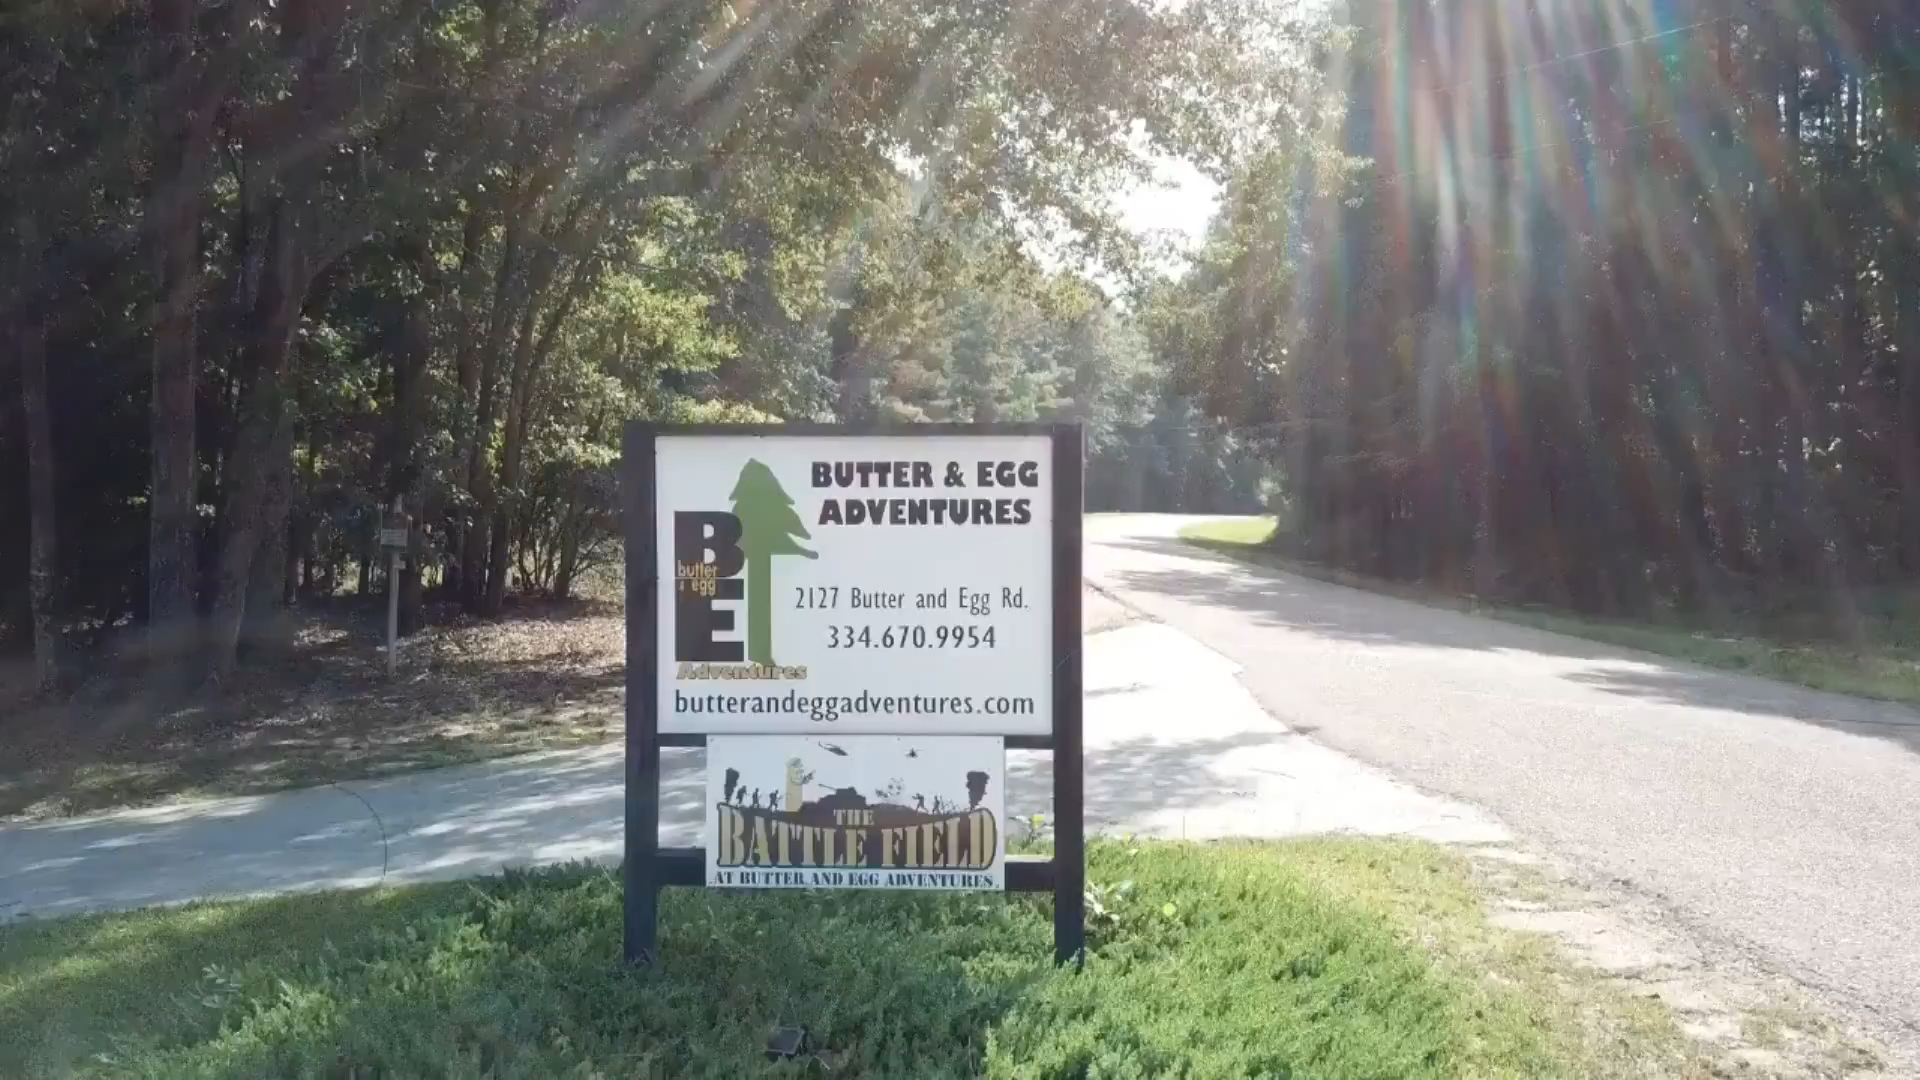 BUTTER & EGG
ADVENTURES
B
butter
& egg
E
Adventures
2127 Butter and Egg Rd.
334.670.9954
butterandeggadventures.com
THE
BATTLE FIELD
AT BUTTER AND EGG ADVENTURES